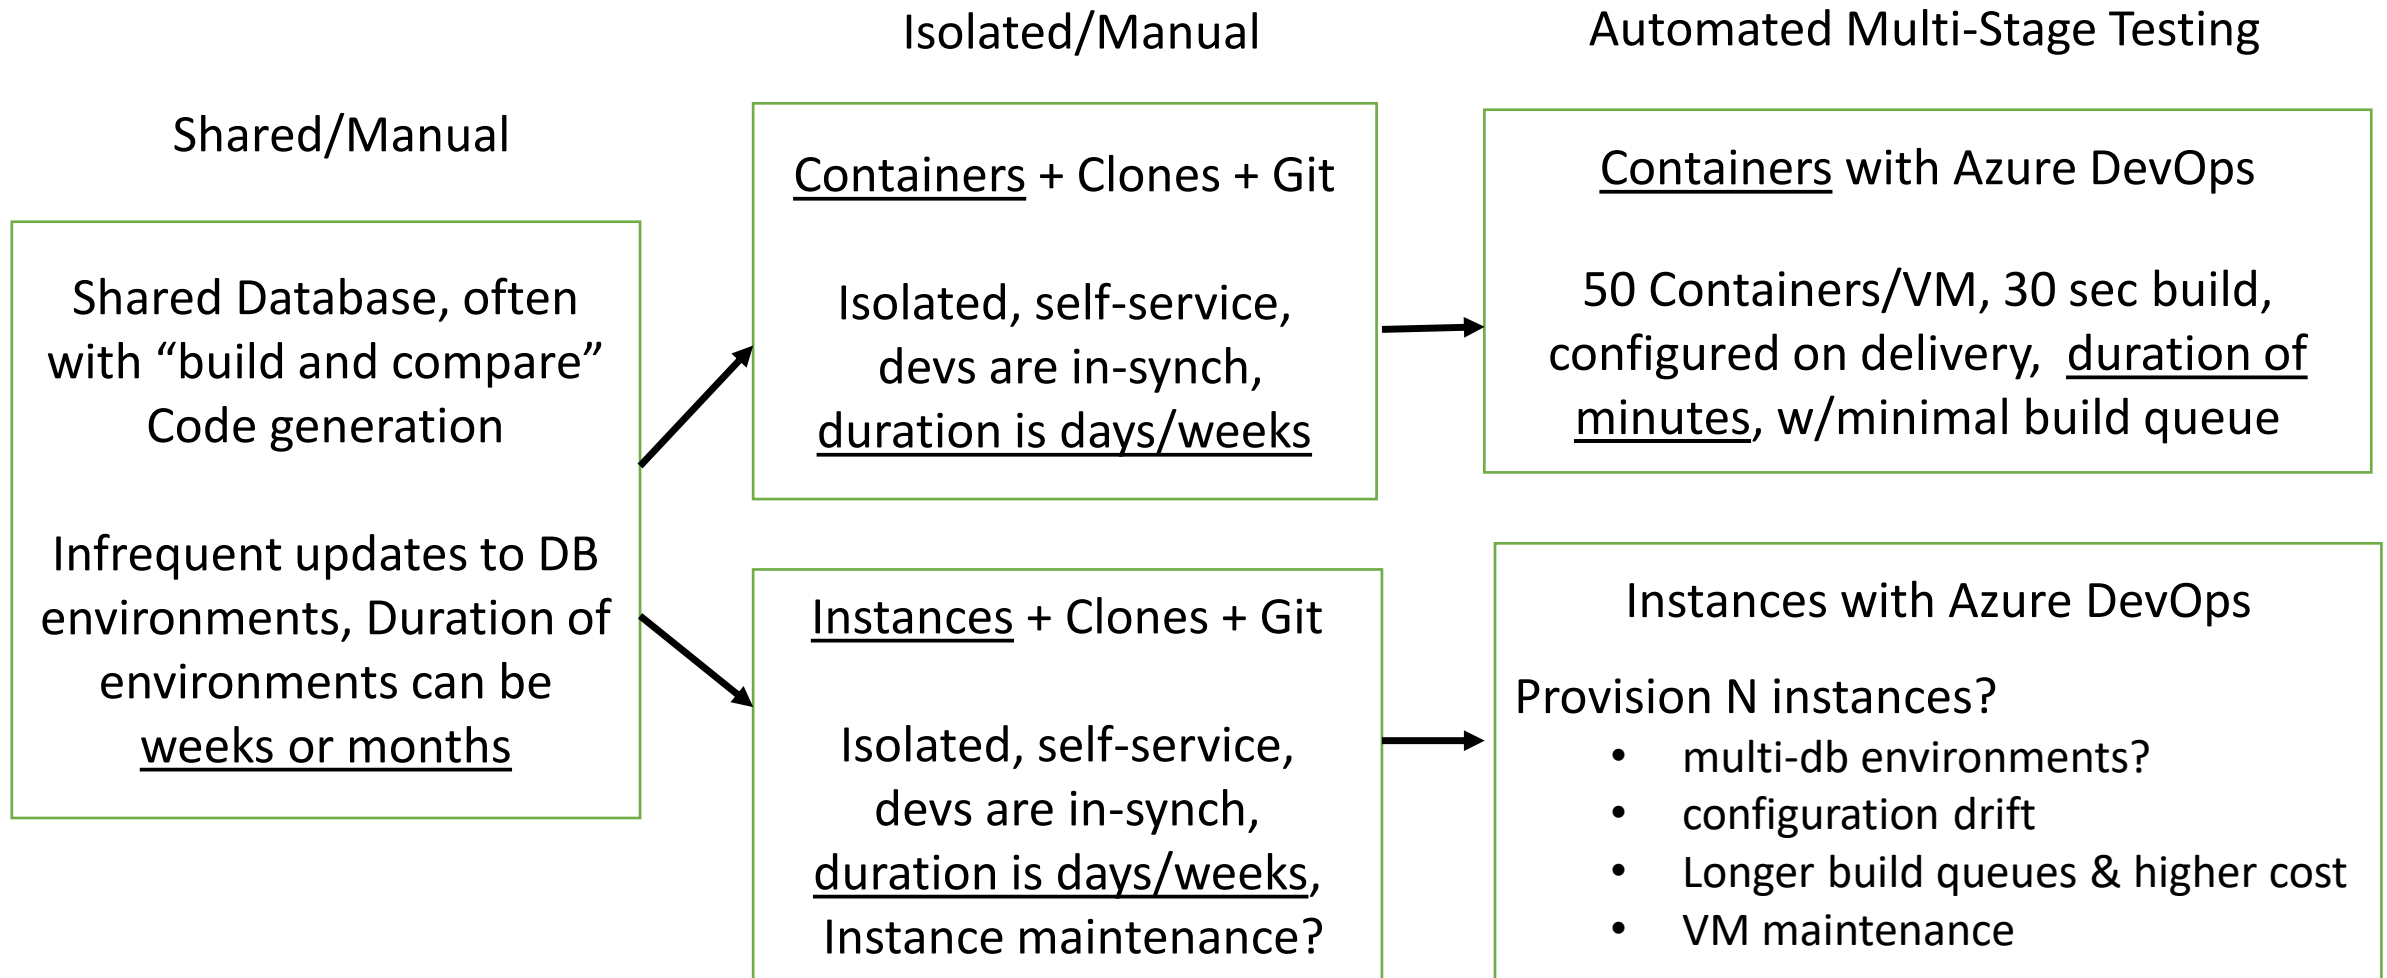 Shared/Manual
Shared Database, often
with “build and compare”
Code generation
Infrequent updates to DB
environments, Duration of
environments can be
weeks or months
Isolated/Manual
Containers + Clones + Git
Isolated, self-service,
devs are in-synch,
duration is days/weeks
Instances + Clones + Git
Isolated, self-service,
devs are in-synch,
duration is days/weeks,
Instance maintenance?
Automated Multi-Stage Testing
Containers with Azure DevOps
50 Containers/VM, 30 sec build,
configured on delivery, duration of
minutes, w/minimal build queue
Instances with Azure DevOps
Provision N instances?
• multi-db environments?
• configuration drift
• Longer build queues & higher cost
• VM maintenance